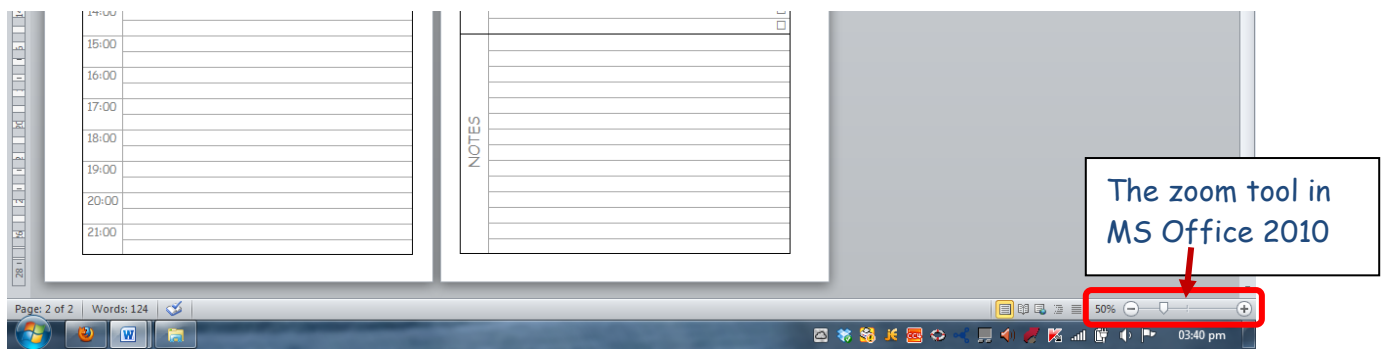 14:00
15:00
16:00
17:00
18:00
19:00
20:00
21:00
NOTES
The zoom tool in
MS Office 2010
Page: 2 of 2 Words: 124 50%
03:40 pm